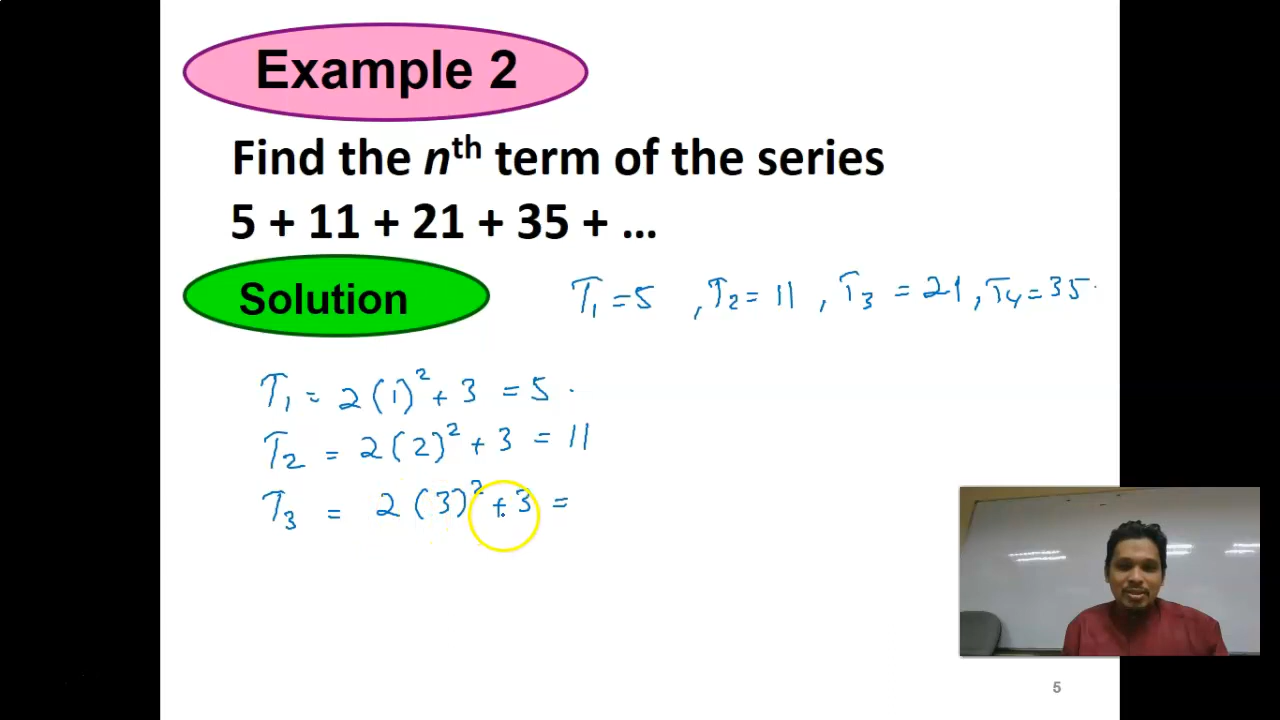 Example 2
Find the nᵗʰ term of the series
5 + 11 + 21 + 35 + ...
Solution
T₁ = 5 , T₂ = 11 , T₃ = 21 , T₄ = 35.
T₁ = 2(1)² + 3 = 5.
T₂ = 2(2)² + 3 = 11
T₃ = 2(3)² + 3 =
5